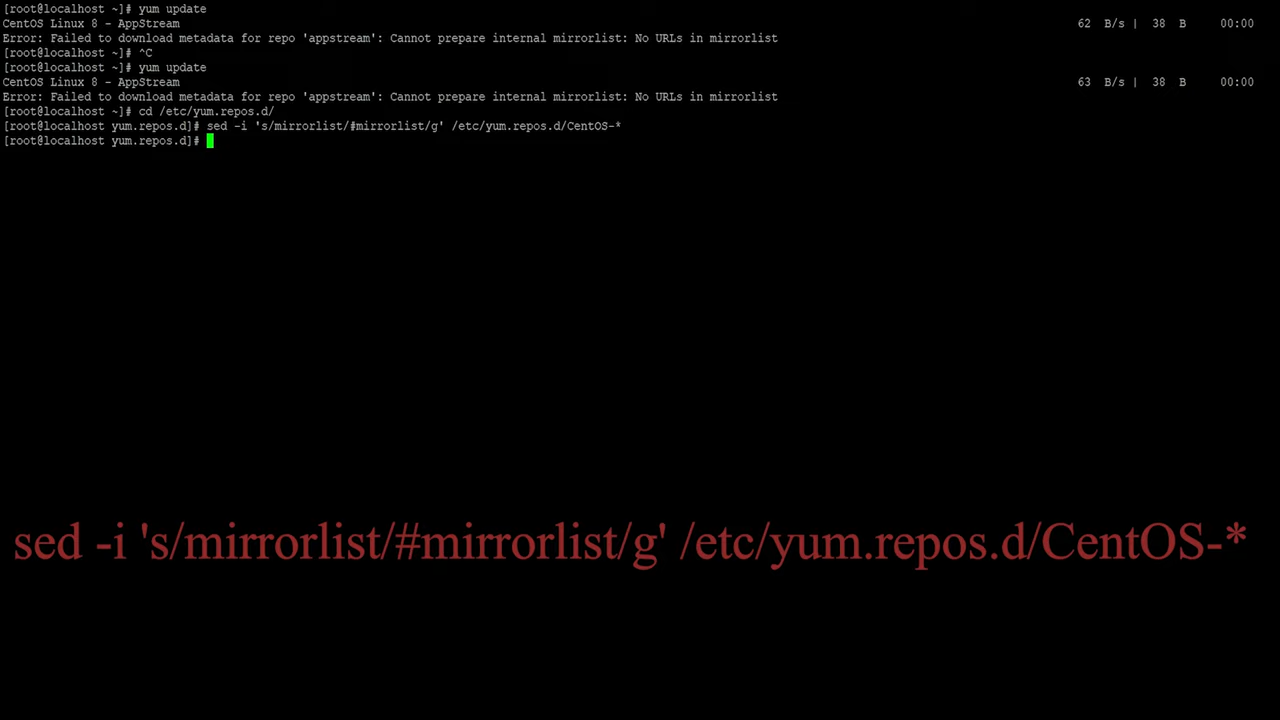 [root@localhost ~]# yum update
CentOS Linux 8 - AppStream 62 B/s | 38 B 00:00
Error: Failed to download metadata for repo 'appstream': Cannot prepare internal mirrorlist: No URLs in mirrorlist
[root@localhost ~]# ^C
[root@localhost ~]# yum update
CentOS Linux 8 - AppStream 63 B/s | 38 B 00:00
Error: Failed to download metadata for repo 'appstream': Cannot prepare internal mirrorlist: No URLs in mirrorlist
[root@localhost ~]# cd /etc/yum.repos.d/
[root@localhost yum.repos.d]# sed -i 's/mirrorlist/#mirrorlist/g' /etc/yum.repos.d/CentOS-*
[root@localhost yum.repos.d]#
sed -i 's/mirrorlist/#mirrorlist/g' /etc/yum.repos.d/CentOS-*